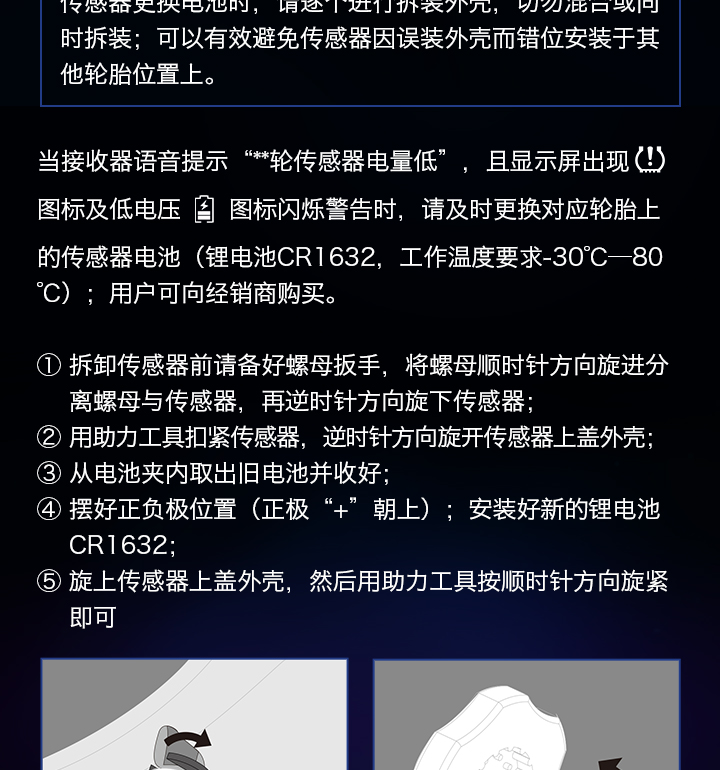 传感器更换电池时，请逐个进行拆装外壳，切勿混合或同
时拆装；可以有效避免传感器因误装外壳而错位安装于其
他轮胎位置上。
当接收器语音提示“**轮传感器电量低”，且显示屏出现(!)
图标及低电压 图标闪烁警告时，请及时更换对应轮胎上
的传感器电池（锂电池CR1632，工作温度要求-30℃—80
℃）；用户可向经销商购买。
① 拆卸传感器前请备好螺母扳手，将螺母顺时针方向旋进分
离螺母与传感器，再逆时针方向旋下传感器；
② 用助力工具扣紧传感器，逆时针方向旋开传感器上盖外壳；
③ 从电池夹内取出旧电池并收好；
④ 摆好正负极位置（正极“+”朝上）；安装好新的锂电池
CR1632；
⑤ 旋上传感器上盖外壳，然后用助力工具按顺时针方向旋紧
即可